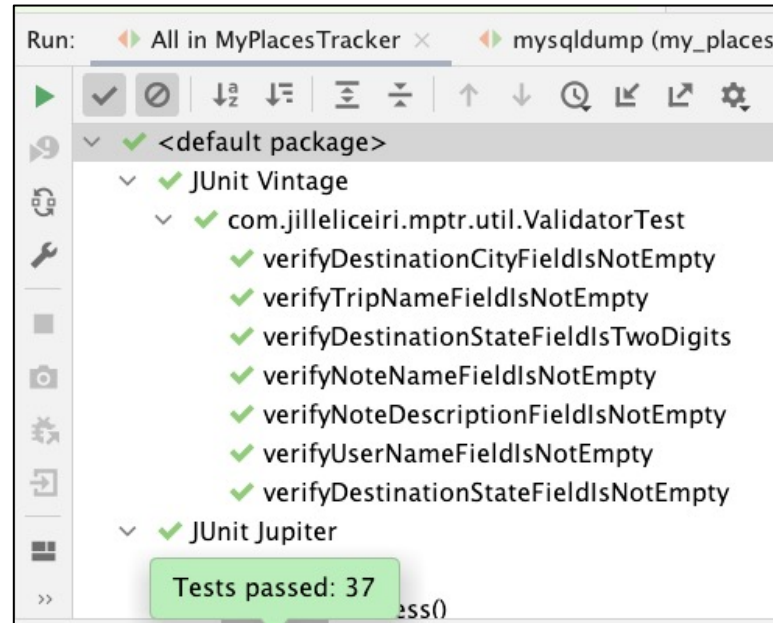 Run: All in MyPlacesTracker mysqldump (my_places
<default package>
JUnit Vintage
com.jilleliceiri.mptr.util.ValidatorTest
verifyDestinationCityFieldIsNotEmpty
verifyTripNameFieldIsNotEmpty
verifyDestinationStateFieldIsTwoDigits
verifyNoteNameFieldIsNotEmpty
verifyNoteDescriptionFieldIsNotEmpty
verifyUserNameFieldIsNotEmpty
verifyDestinationStateFieldIsNotEmpty
JUnit Jupiter
Tests passed: 37
ess()